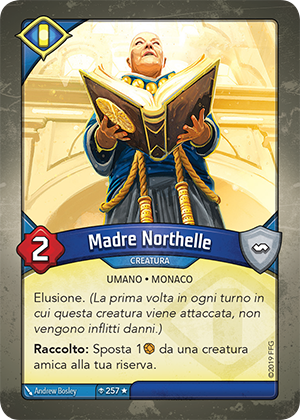 Madre Northelle
CREATURA
2
UMANO • MONACO
Elusione. (La prima volta in ogni turno in
cui questa creatura viene attaccata, non
vengono inflitti danni.)
Raccolto: Sposta 1 da una creatura
amica alla tua riserva.
©2019 FFG
Andrew Bosley
257 ★